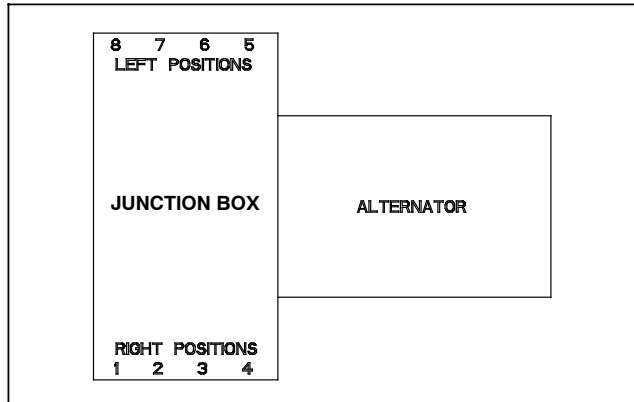 8 7 6 5
LEFT POSITIONS
JUNCTION BOX
ALTERNATOR
RIGHT POSITIONS
1 2 3 4